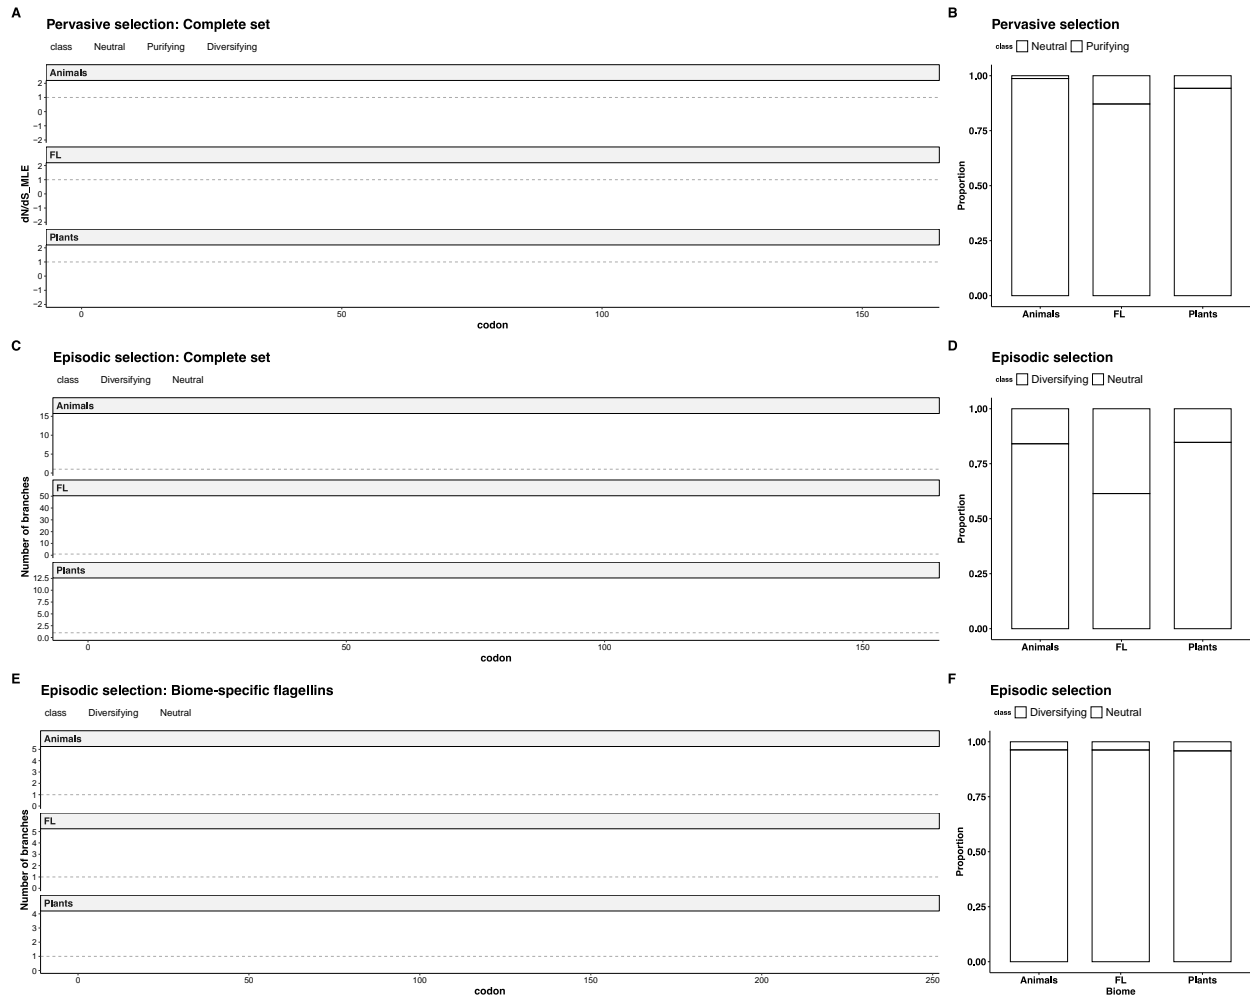 A
Pervasive selection: Complete set
class Neutral Purifying Diversifying
Animals
2
1
0
−1
−2
FL
2
1
0
−1
−2
Plants
2
1
0
−1
−2
dN/dS_MLE
0 50 100 150
codon
B
Pervasive selection
class Neutral Purifying
1.00
0.75
0.50
0.25
0.00
Proportion
Animals FL Plants
C
Episodic selection: Complete set
class Diversifying Neutral
Animals
15
10
5
0
FL
50
40
30
20
10
0
Plants
12.5
10.0
7.5
5.0
2.5
0.0
Number of branches
0 50 100 150
codon
D
Episodic selection
class Diversifying Neutral
1.00
0.75
0.50
0.25
0.00
Proportion
Animals FL Plants
E
Episodic selection: Biome-specific flagellins
class Diversifying Neutral
Animals
5
4
3
2
1
0
FL
5
4
3
2
1
0
Plants
4
3
2
1
0
Number of branches
0 50 100 150 200 250
codon
F
Episodic selection
class Diversifying Neutral
1.00
0.75
0.50
0.25
0.00
Proportion
Animals FL Plants
Biome